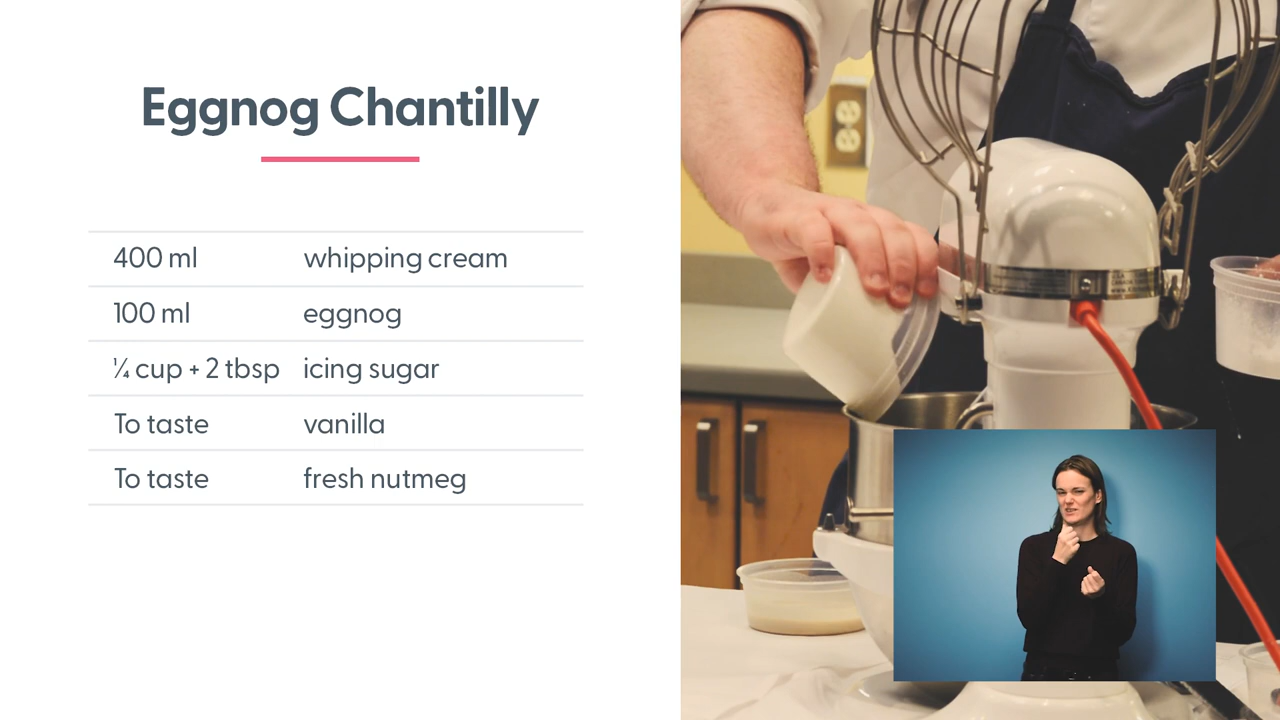 Eggnog Chantilly
400 ml whipping cream
100 ml eggnog
¼ cup + 2 tbsp icing sugar
To taste vanilla
To taste fresh nutmeg